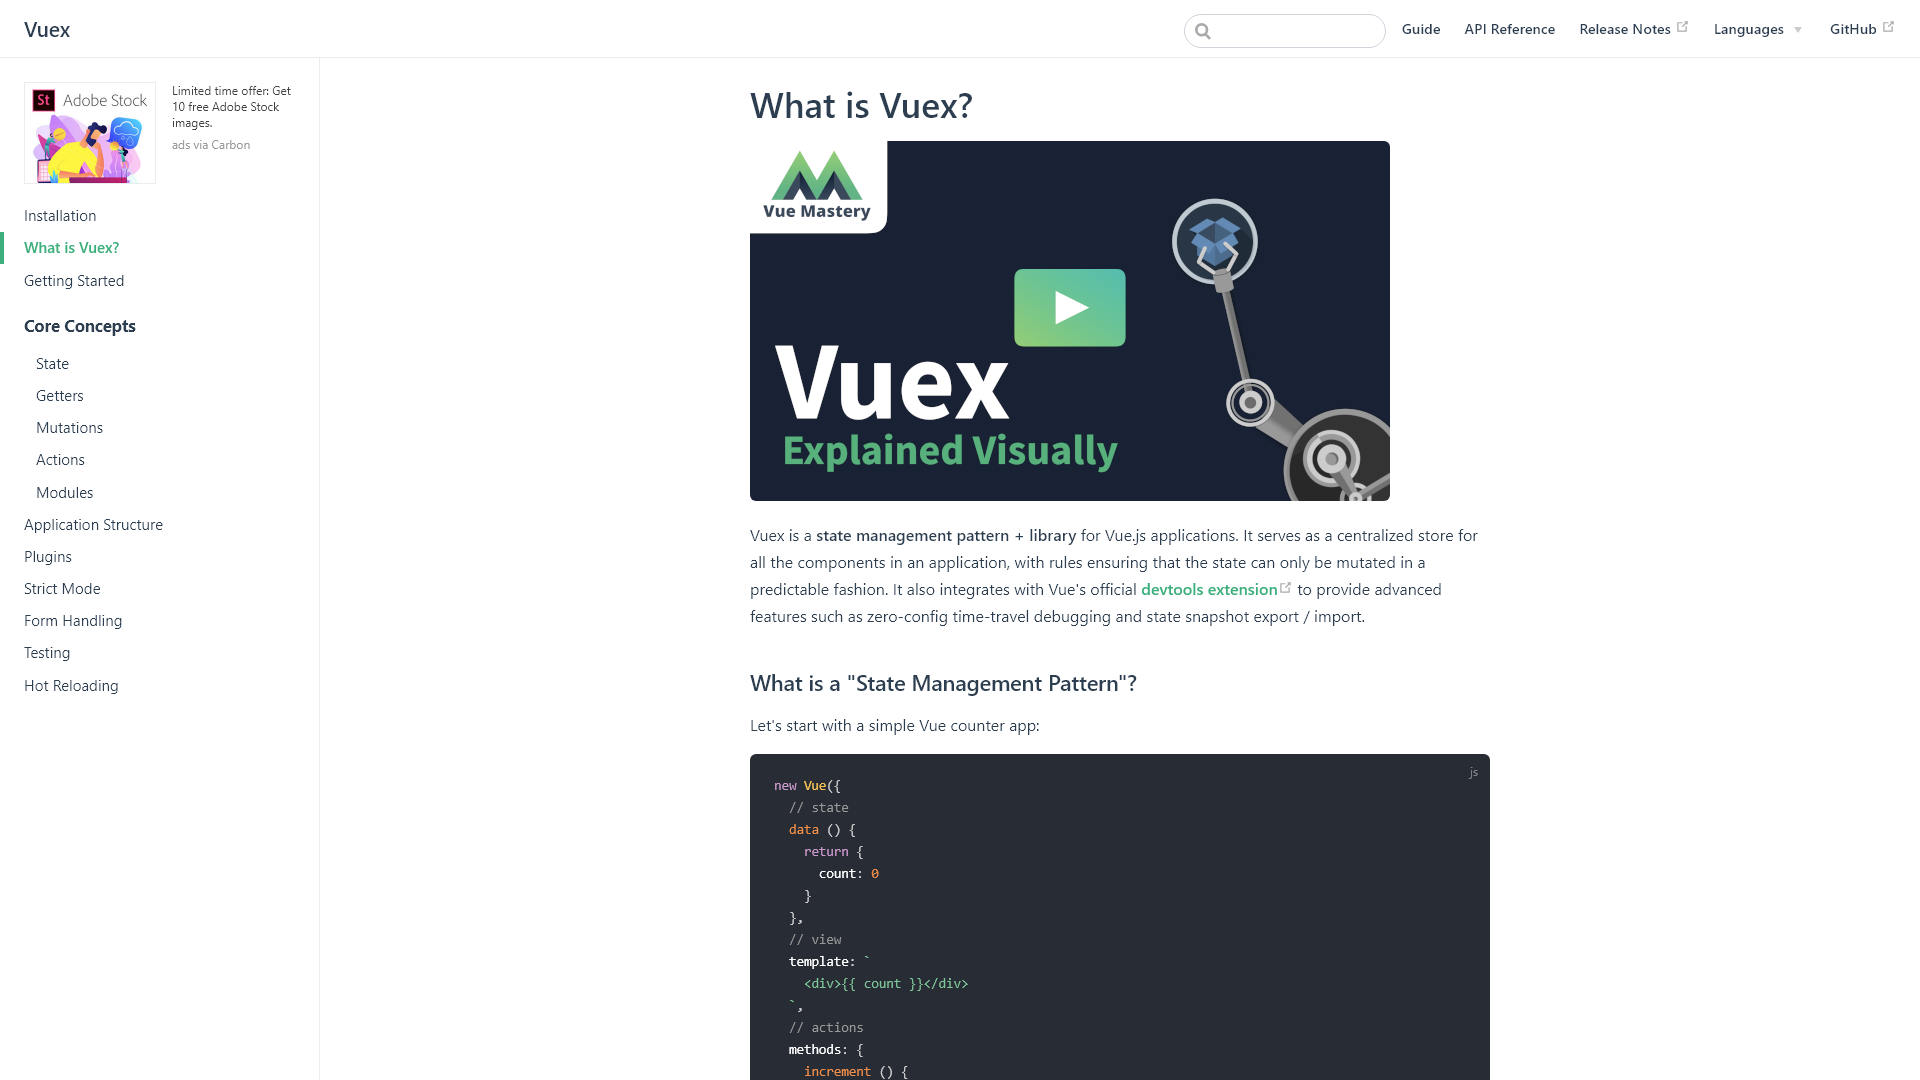 Vuex
Guide
API Reference
Release Notes
Languages
GitHub
St Adobe Stock
Limited time offer: Get
10 free Adobe Stock
images.
ads via Carbon
Installation
What is Vuex?
Getting Started
Core Concepts
State
Getters
Mutations
Actions
Modules
Application Structure
Plugins
Strict Mode
Form Handling
Testing
Hot Reloading
What is Vuex?
Vue Mastery
Vuex
Explained Visually
Vuex is a state management pattern + library for Vue.js applications. It serves as a centralized store for
all the components in an application, with rules ensuring that the state can only be mutated in a
predictable fashion. It also integrates with Vue's official devtools extension to provide advanced
features such as zero-config time-travel debugging and state snapshot export / import.
What is a "State Management Pattern"?
Let's start with a simple Vue counter app:
js
new Vue({
  // state
  data () {
    return {
      count: 0
    }
  },
  // view
  template: `
    <div>{{ count }}</div>
  `,
  // actions
  methods: {
    increment () {